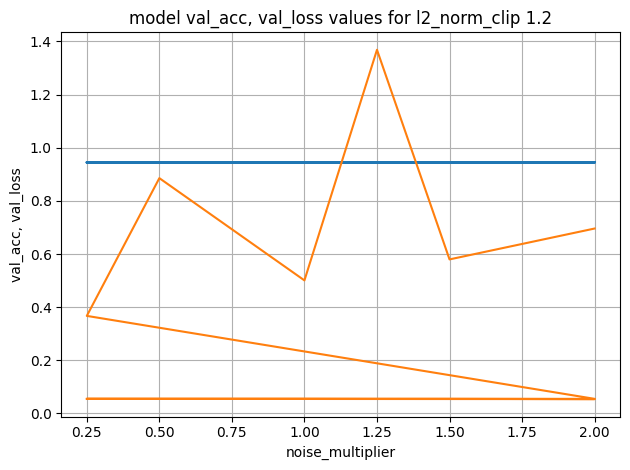 model val_acc, val_loss values for l2_norm_clip 1.2
1.4
1.2
1.0
0.8
0.6
0.4
0.2
0.0
val_acc, val_loss
0.25 0.50 0.75 1.00 1.25 1.50 1.75 2.00
noise_multiplier